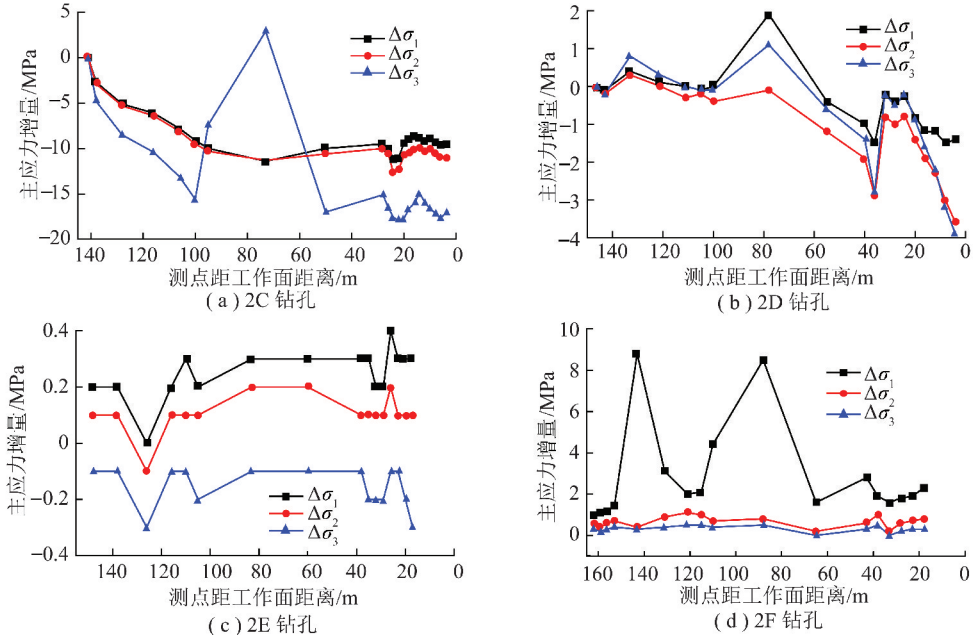 5
0
−5
−10
−15
−20
主应力增量/MPa
Δσ₁
Δσ₂
Δσ₃
140 120 100 80 60 40 20 0
测点距工作面距离/m
( a ) 2C 钻孔
2
1
0
−1
−2
−3
−4
主应力增量/MPa
Δσ₁
Δσ₂
Δσ₃
140 120 100 80 60 40 20 0
测点距工作面距离/m
( b ) 2D 钻孔
0.4
0.2
0
−0.2
−0.4
主应力增量/MPa
Δσ₁
Δσ₂
Δσ₃
140 120 100 80 60 40 20 0
测点距工作面距离/m
( c ) 2E 钻孔
10
8
6
4
2
0
主应力增量/MPa
Δσ₁
Δσ₂
Δσ₃
160 140 120 100 80 60 40 20 0
测点距工作面距离/m
( d ) 2F 钻孔